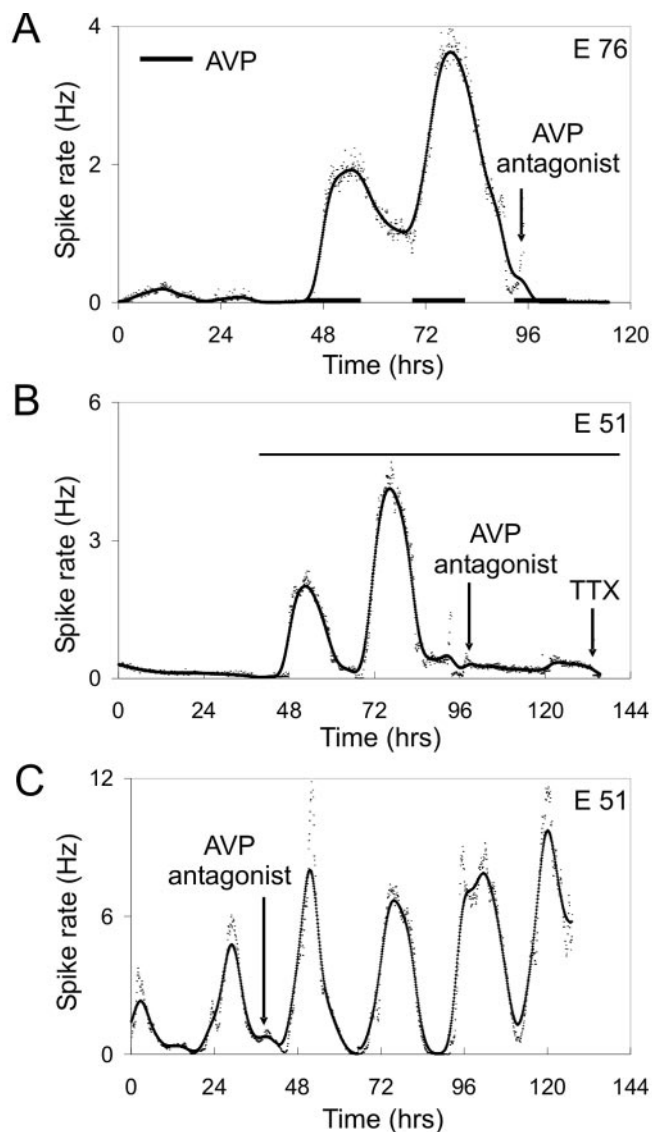 A
4
AVP
E 76
AVP
antagonist
2
Spike rate (Hz)
0
0 24 48 72 96 120
Time (hrs)
B
6
E 51
AVP
antagonist
TTX
3
Spike rate (Hz)
0
0 24 48 72 96 120 144
Time (hrs)
C
12
E 51
AVP
antagonist
6
Spike rate (Hz)
0
0 24 48 72 96 120 144
Time (hrs)